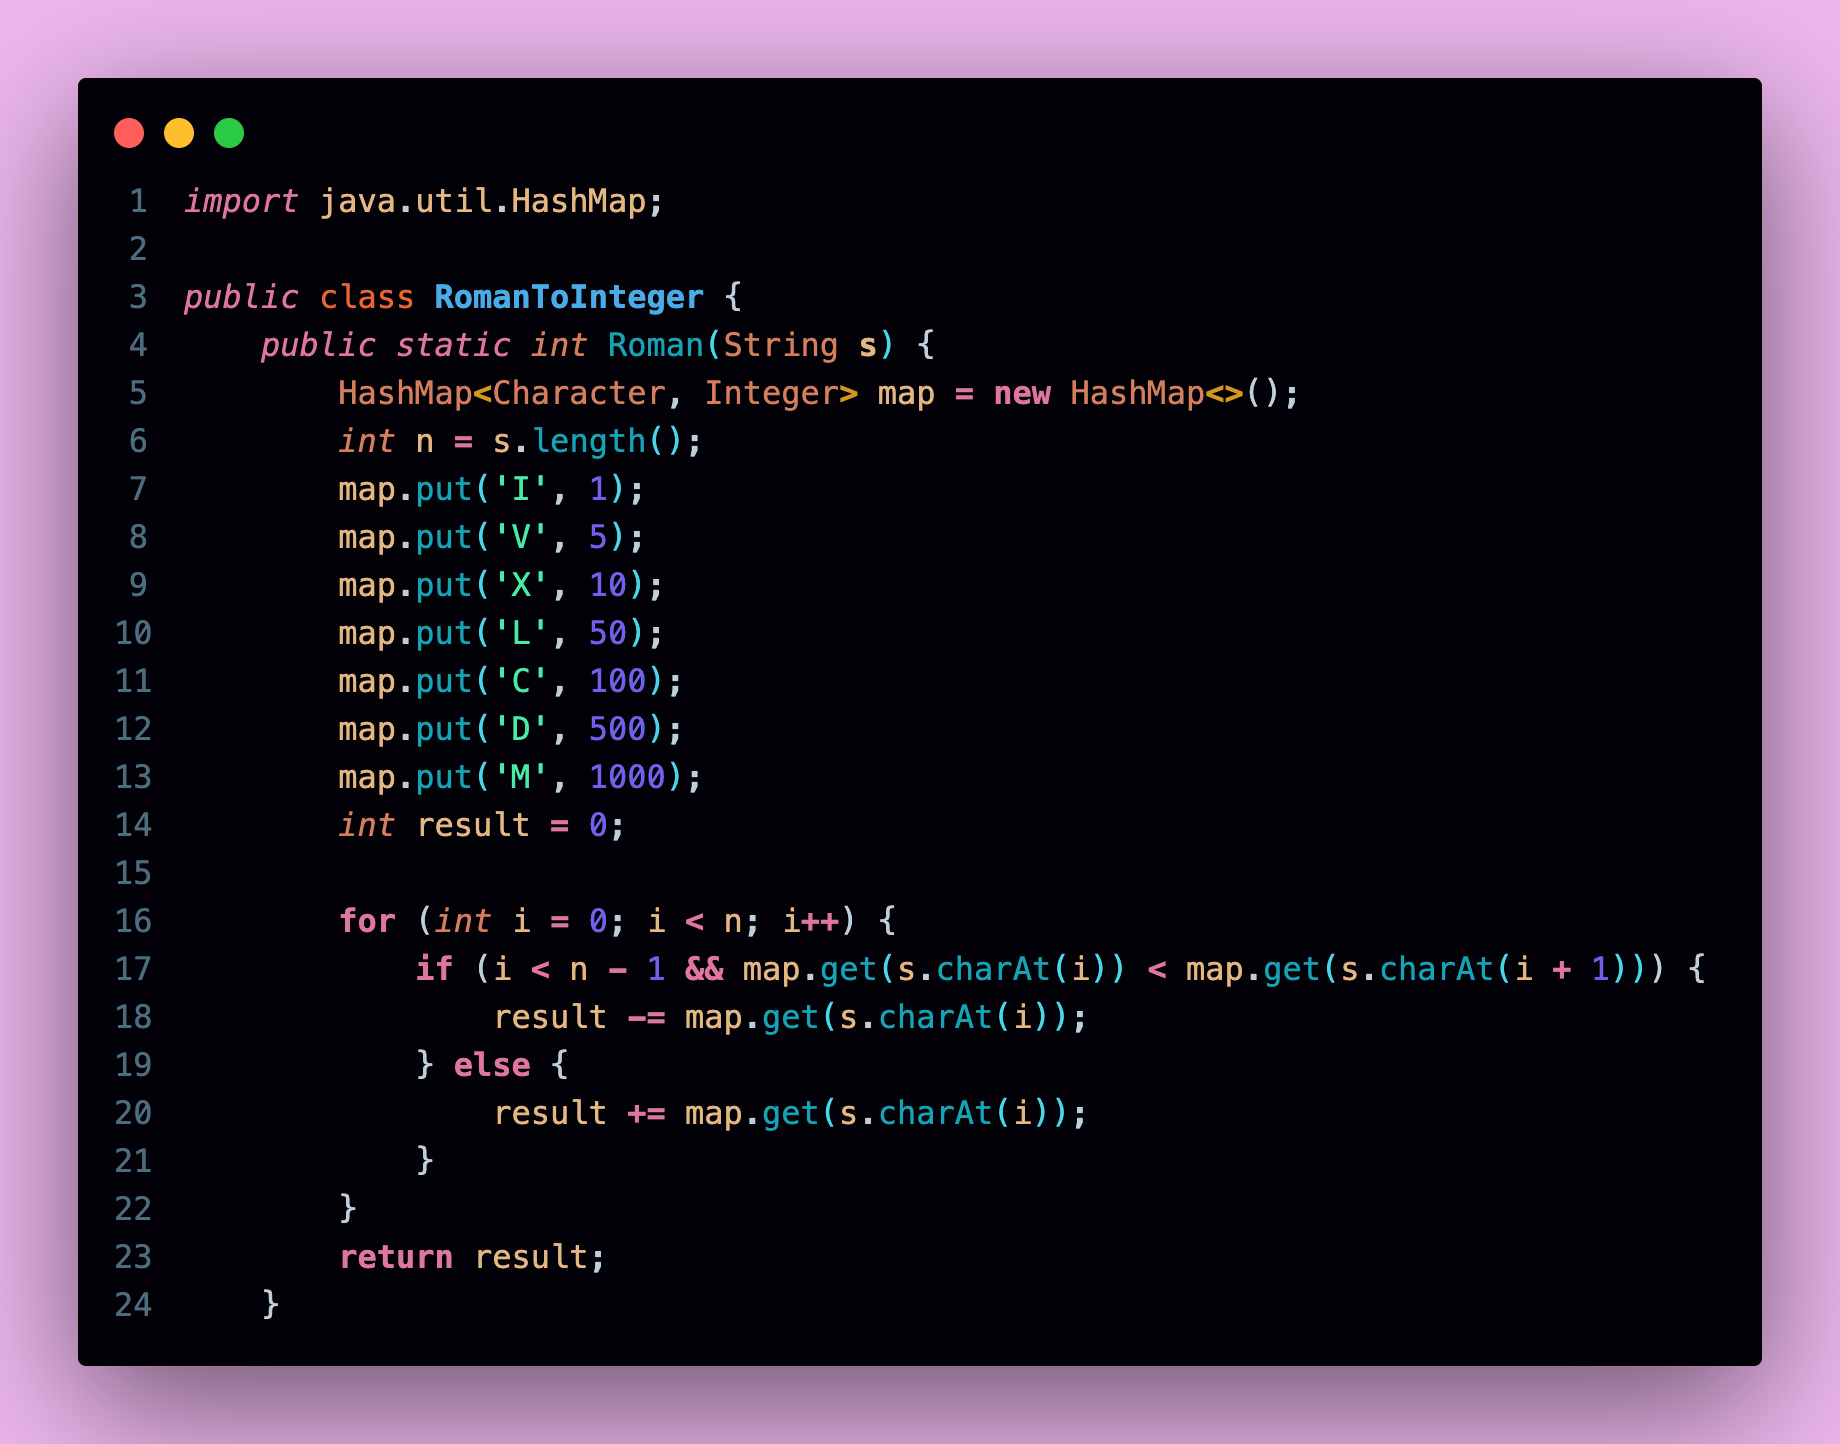 1 import java.util.HashMap;
2
3 public class RomanToInteger {
4     public static int Roman(String s) {
5         HashMap<Character, Integer> map = new HashMap<>();
6         int n = s.length();
7         map.put('I', 1);
8         map.put('V', 5);
9         map.put('X', 10);
10         map.put('L', 50);
11         map.put('C', 100);
12         map.put('D', 500);
13         map.put('M', 1000);
14         int result = 0;
15
16         for (int i = 0; i < n; i++) {
17             if (i < n - 1 && map.get(s.charAt(i)) < map.get(s.charAt(i + 1))) {
18                 result -= map.get(s.charAt(i));
19             } else {
20                 result += map.get(s.charAt(i));
21             }
22         }
23         return result;
24     }